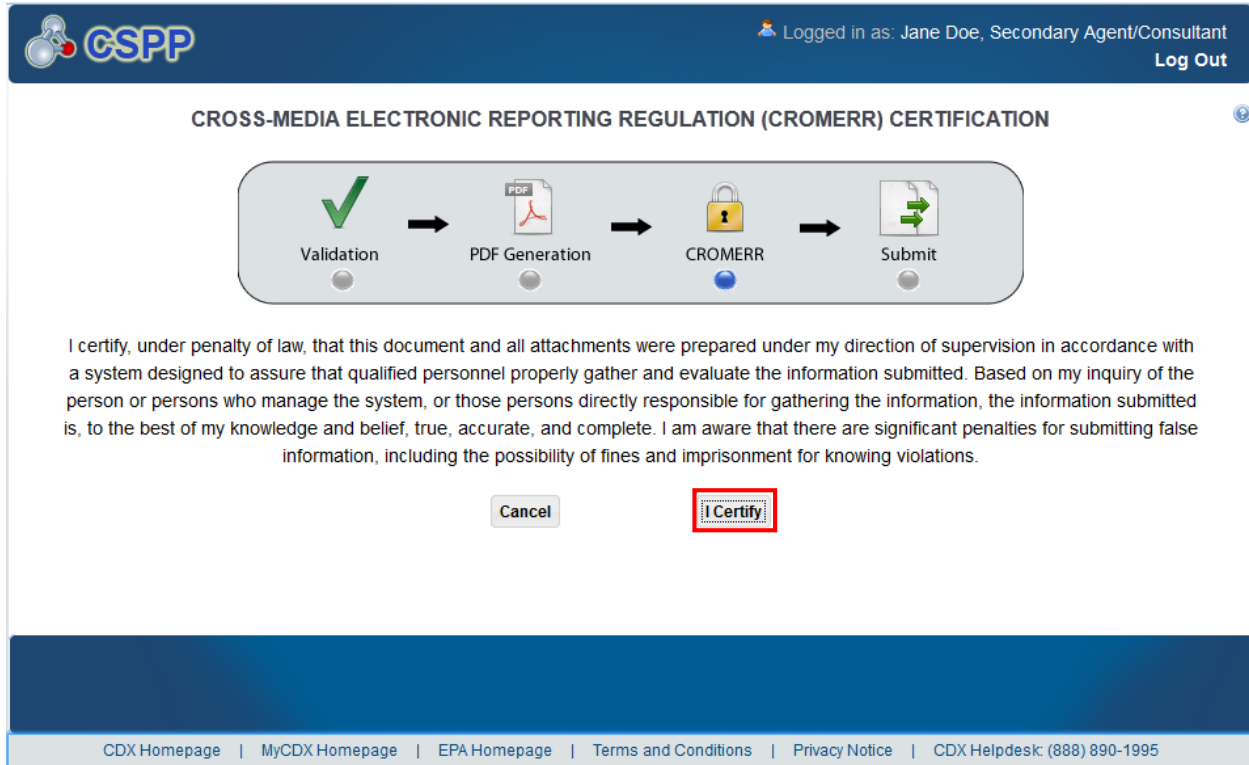 CSPP
Logged in as: Jane Doe, Secondary Agent/Consultant
Log Out
CROSS-MEDIA ELECTRONIC REPORTING REGULATION (CROMERR) CERTIFICATION
?
PDF
1
Validation PDF Generation CROMERR Submit
I certify, under penalty of law, that this document and all attachments were prepared under my direction of supervision in accordance with
a system designed to assure that qualified personnel properly gather and evaluate the information submitted. Based on my inquiry of the
person or persons who manage the system, or those persons directly responsible for gathering the information, the information submitted
is, to the best of my knowledge and belief, true, accurate, and complete. I am aware that there are significant penalties for submitting false
information, including the possibility of fines and imprisonment for knowing violations.
Cancel I Certify
CDX Homepage | MyCDX Homepage | EPA Homepage | Terms and Conditions | Privacy Notice | CDX Helpdesk: (888) 890-1995